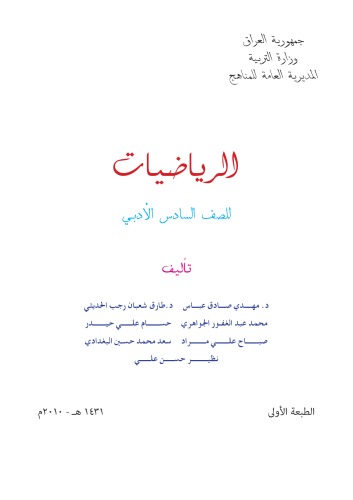 جمهورية العراق
وزارة التربية
المديرية العامة للمناهج
الرياضيات
للصف السادس الأدبي
تأليف
د. مهدي صادق عباس د. طارق شعبان رجب الحديثي
محمد عبد الغفور الجواهري حسام علي حيدر
صباح علي مراد سعد محمد حسين البغدادي
نظير حسن علي
الطبعة الأولى ١٤٣١ هـ - ٢٠١٠م